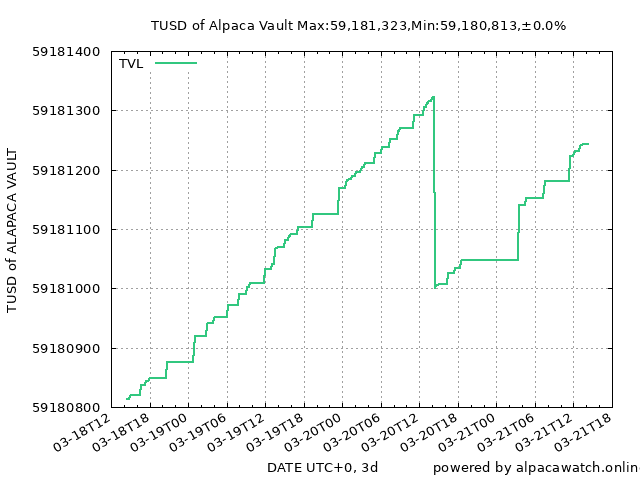 TUSD of Alpaca Vault Max:59,181,323,Min:59,180,813,±0.0%
TVL
59181400
59181300
59181200
59181100
59181000
59180900
59180800
TUSD of ALAPACA VAULT
03-18T12
03-18T18
03-19T00
03-19T06
03-19T12
03-19T18
03-20T00
03-20T06
03-20T12
03-20T18
03-21T00
03-21T06
03-21T12
03-21T18
DATE UTC+0, 3d
powered by alpacawatch.online